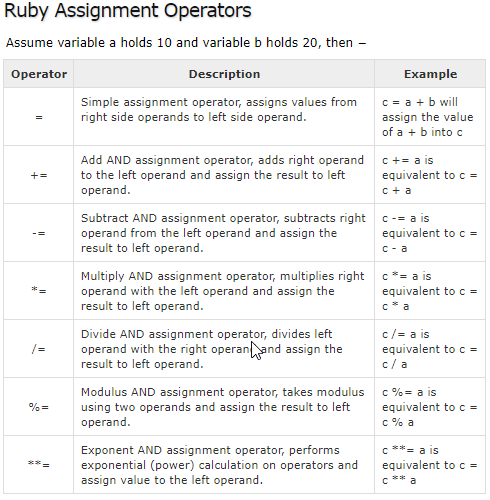 Ruby Assignment Operators
Assume variable a holds 10 and variable b holds 20, then −
Operator Description Example
= Simple assignment operator, assigns values from right side operands to left side operand. c = a + b will assign the value of a + b into c
+= Add AND assignment operator, adds right operand to the left operand and assign the result to left operand. c += a is equivalent to c = c + a
-= Subtract AND assignment operator, subtracts right operand from the left operand and assign the result to left operand. c -= a is equivalent to c = c - a
*= Multiply AND assignment operator, multiplies right operand with the left operand and assign the result to left operand. c *= a is equivalent to c = c * a
/= Divide AND assignment operator, divides left operand with the right operand and assign the result to left operand. c /= a is equivalent to c = c / a
%= Modulus AND assignment operator, takes modulus using two operands and assign the result to left operand. c %= a is equivalent to c = c % a
**= Exponent AND assignment operator, performs exponential (power) calculation on operators and assign value to the left operand. c **= a is equivalent to c = c ** a